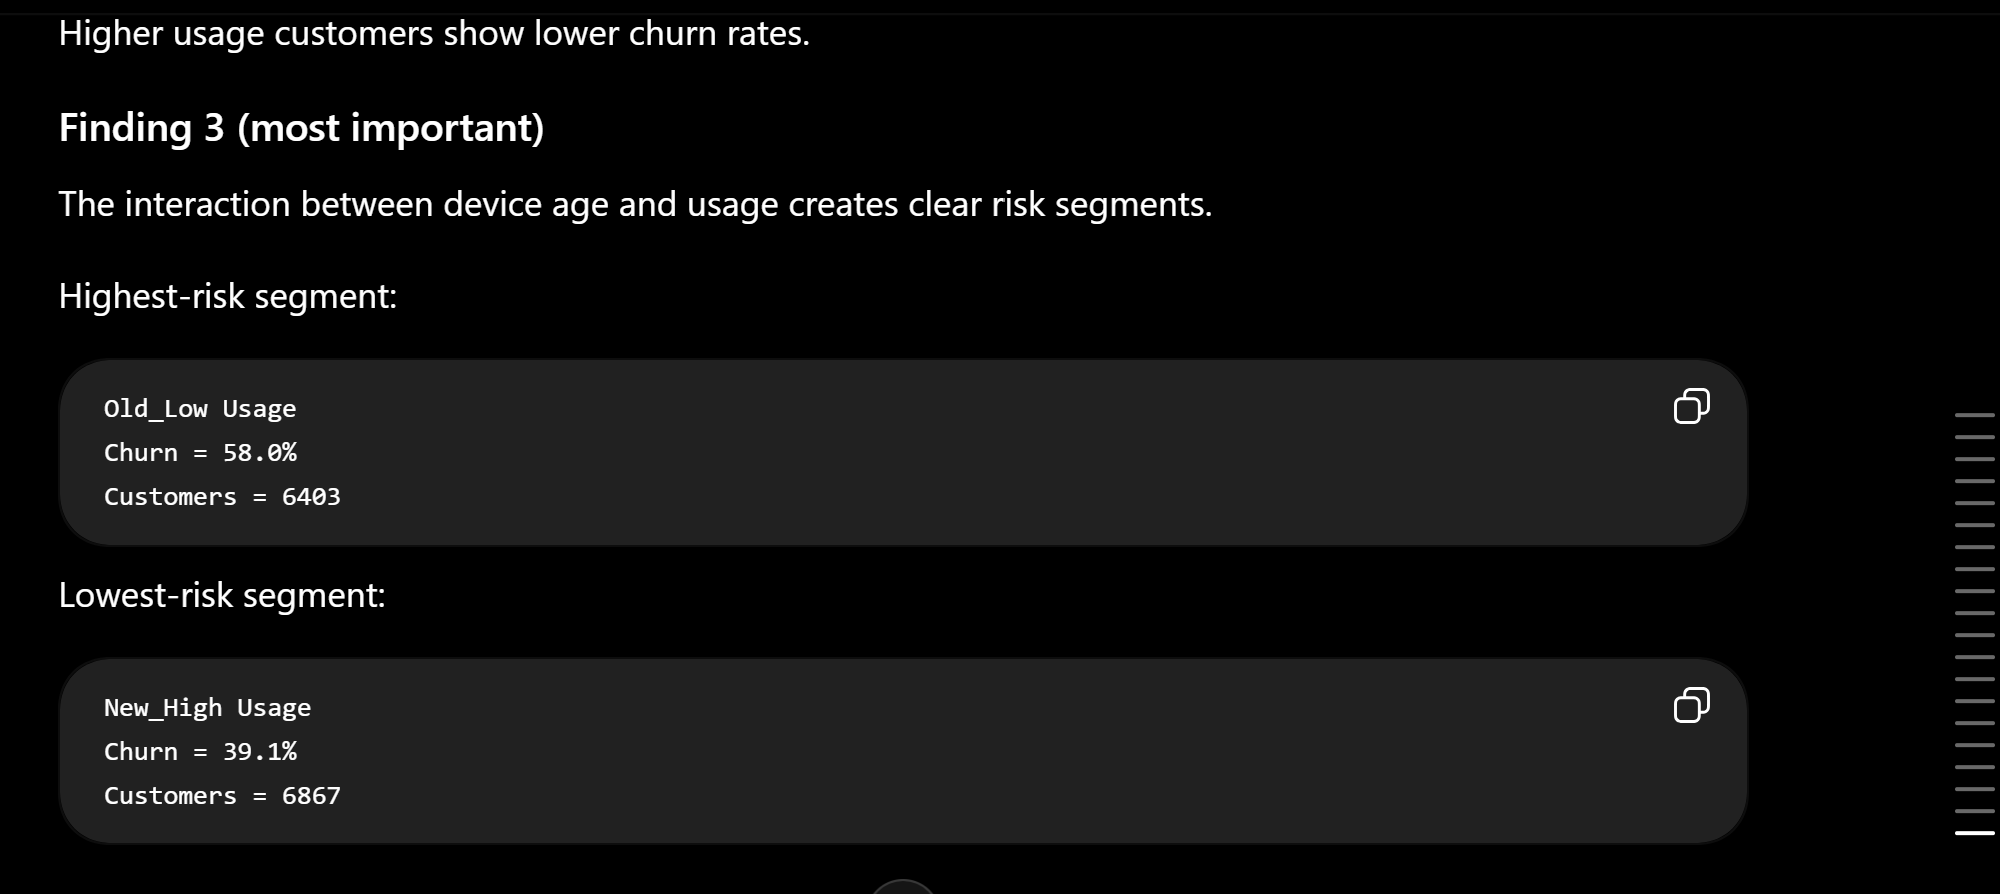 Higher usage customers show lower churn rates.
Finding 3 (most important)
The interaction between device age and usage creates clear risk segments.
Highest-risk segment:
Old_Low Usage
Churn = 58.0%
Customers = 6403
Lowest-risk segment:
New_High Usage
Churn = 39.1%
Customers = 6867